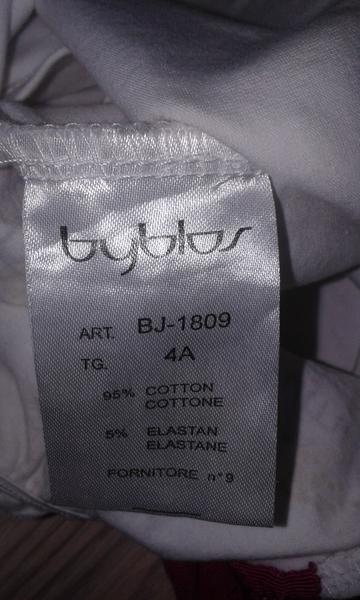 byblos
ART. BJ-1809
TG. 4A
95% COTTON
COTTONE
5% ELASTAN
ELASTANE
FORNITORE n°9